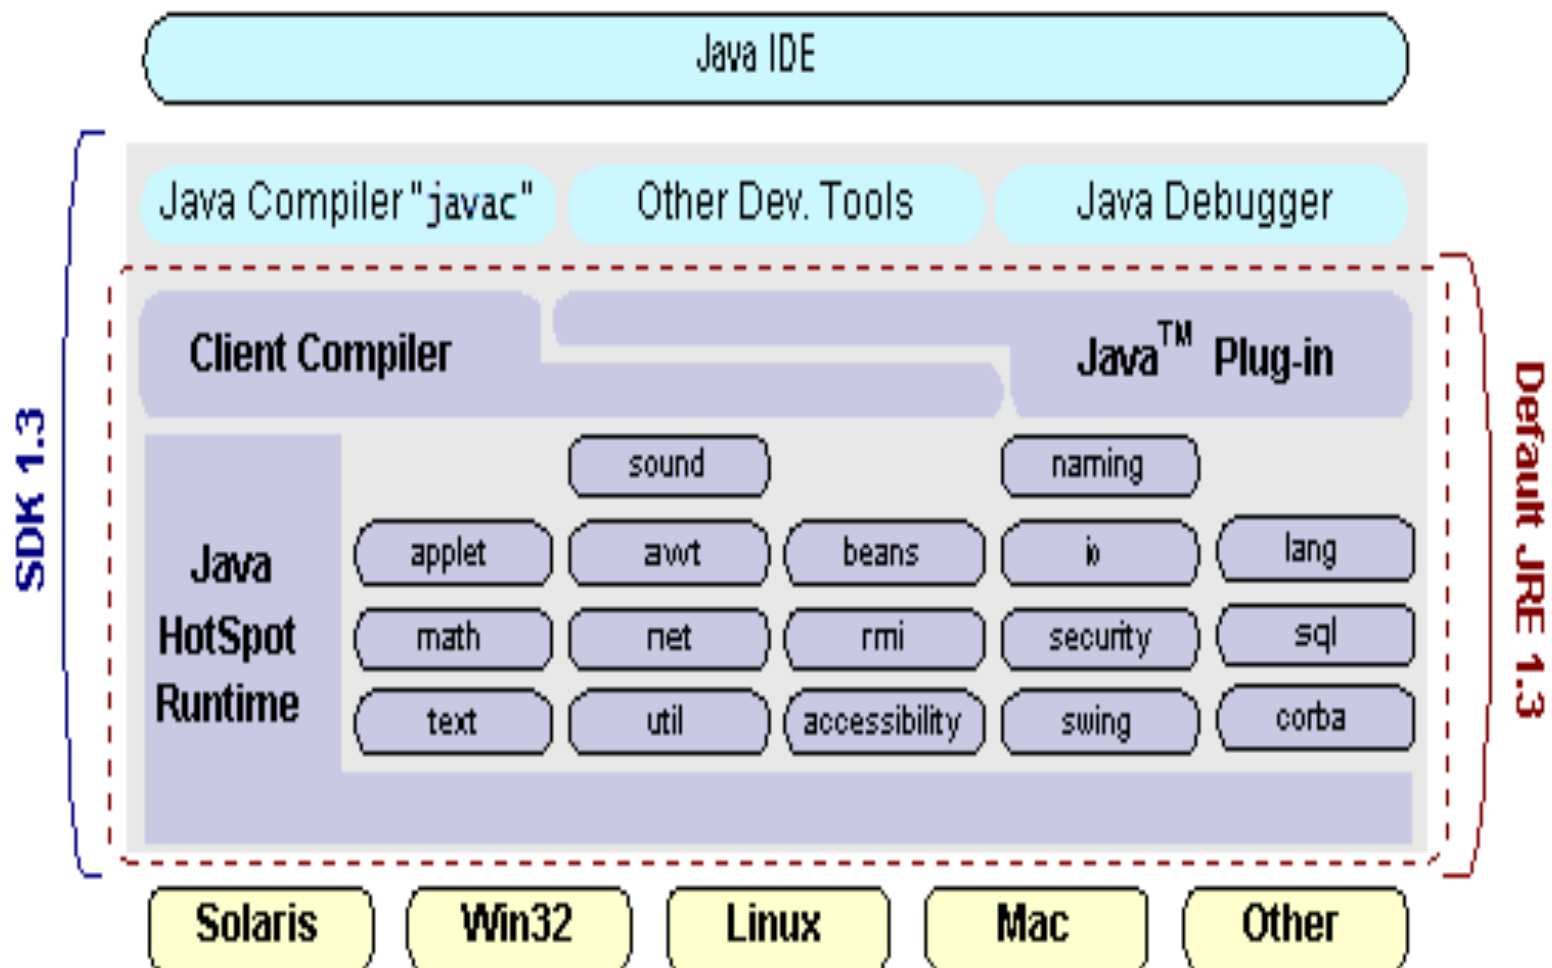 Java IDE
Java Compiler "javac"
Other Dev. Tools
Java Debugger
Client Compiler
Java™ Plug-in
SDK 1.3
Default JRE 1.3
Java
HotSpot
Runtime
sound
naming
applet
awt
beans
io
lang
math
net
rmi
security
sql
text
util
accessibility
swing
corba
Solaris
Win32
Linux
Mac
Other